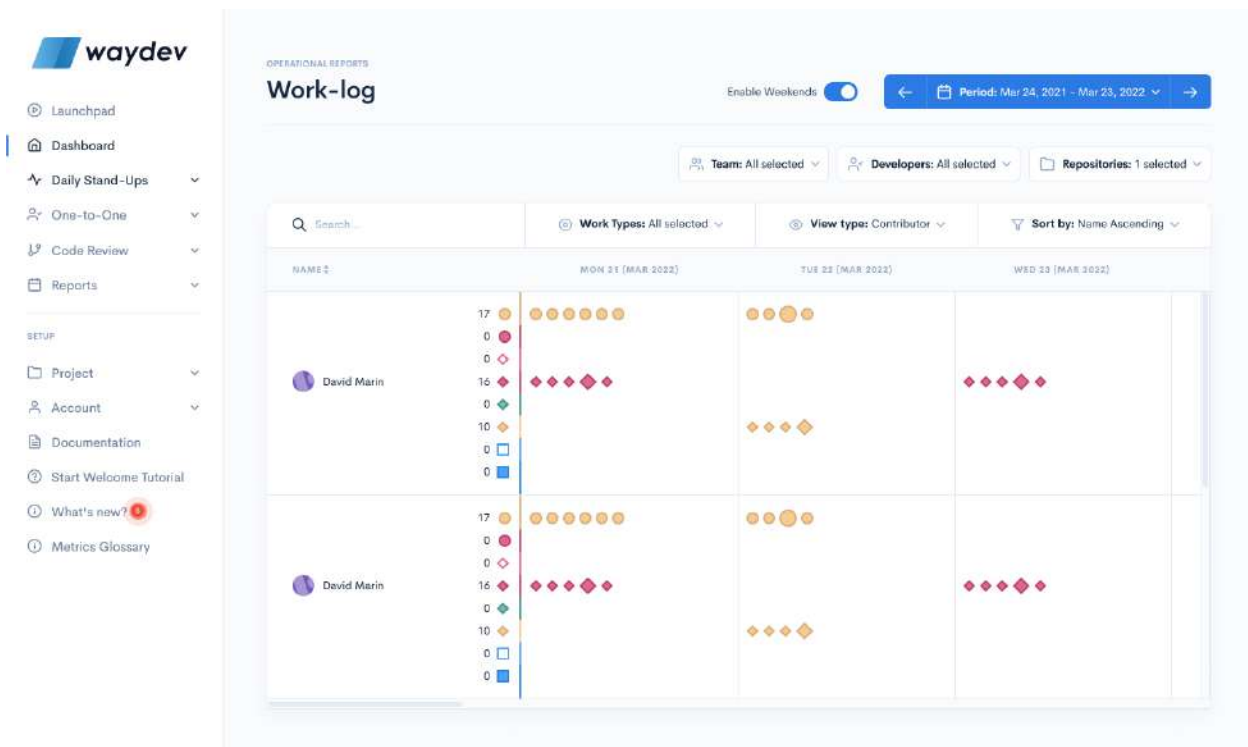 waydev
Launchpad
Dashboard
Daily Stand-Ups
One-to-One
Code Review
Reports
SETUP
Project
Account
Documentation
Start Welcome Tutorial
What's new?
Metrics Glossary
OPERATIONAL REPORTS
Work-log
Enable Weekends
Period: Mar 24, 2021 - Mar 23, 2022
Team: All selected
Developers: All selected
Repositories: 1 selected
Search...
Work Types: All selected
View type: Contributor
Sort by: Name Ascending
NAME
MON 21 (MAR 2022)
TUE 22 (MAR 2022)
WED 23 (MAR 2022)
David Marin
17
0
0
16
0
10
0
0
David Marin
17
0
0
16
0
10
0
0